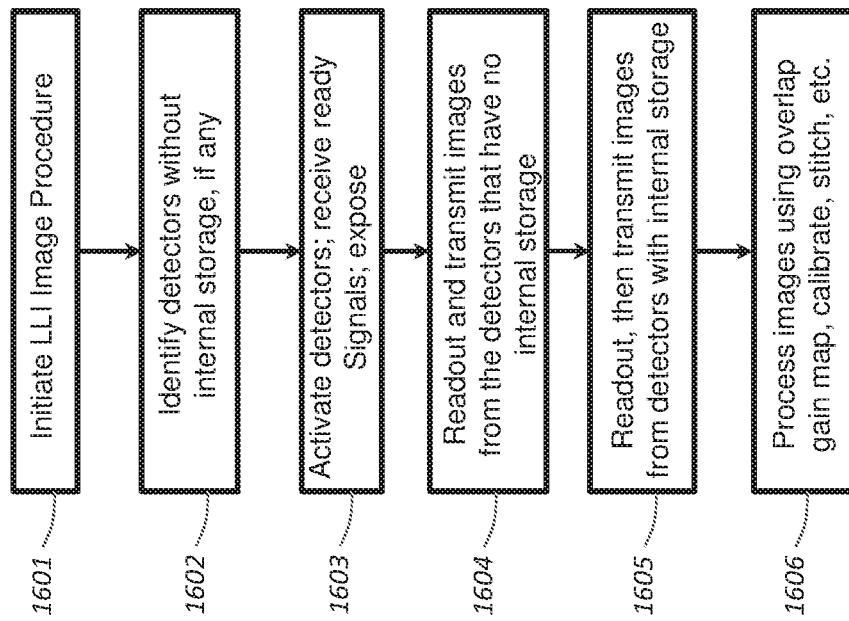 1601
Initiate LLI Image Procedure
1602
Identify detectors without
internal storage, if any
1603
Activate detectors; receive ready
Signals; expose
1604
Readout and transmit images
from the detectors that have no
internal storage
1605
Readout, then transmit images
from detectors with internal storage
1606
Process images using overlap
gain map, calibrate, stitch, etc.